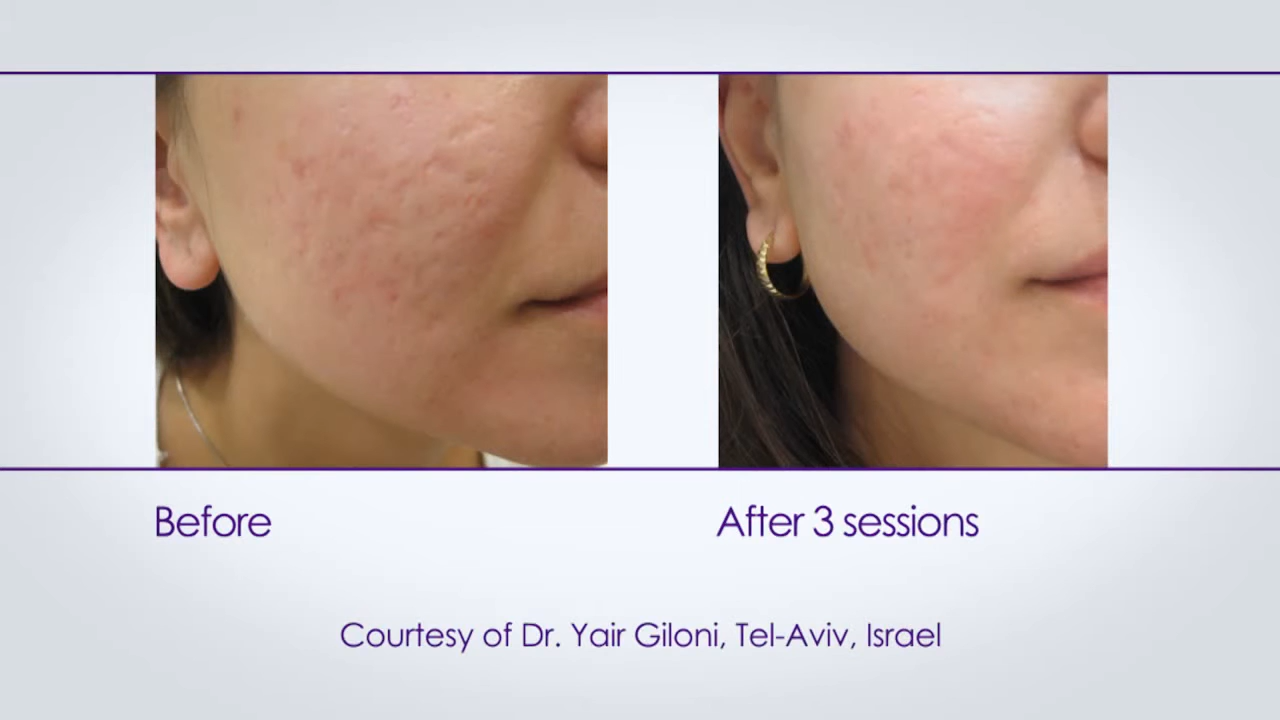 Before
After 3 sessions
Courtesy of Dr. Yair Giloni, Tel-Aviv, Israel